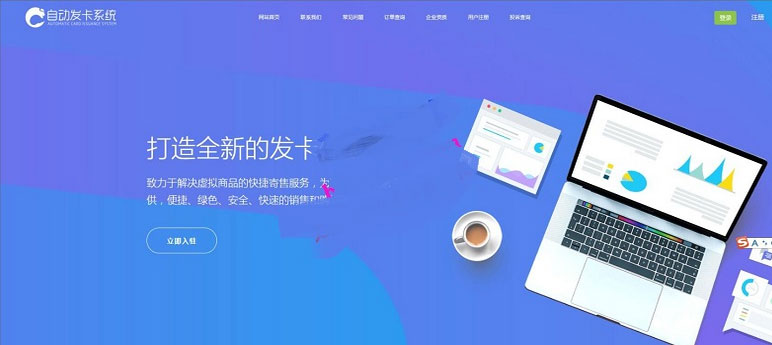 自动发卡系统
AUTOMATIC CARD ISSUANCE SYSTEM
网站首页 联系我们 常见问题 订单查询 企业资质 用户注册 投诉查询
登录 注册
打造全新的发卡
致力于解决虚拟商品的快捷寄售服务,为
供,便捷、绿色、安全、快速的销售和
立即入驻
S A